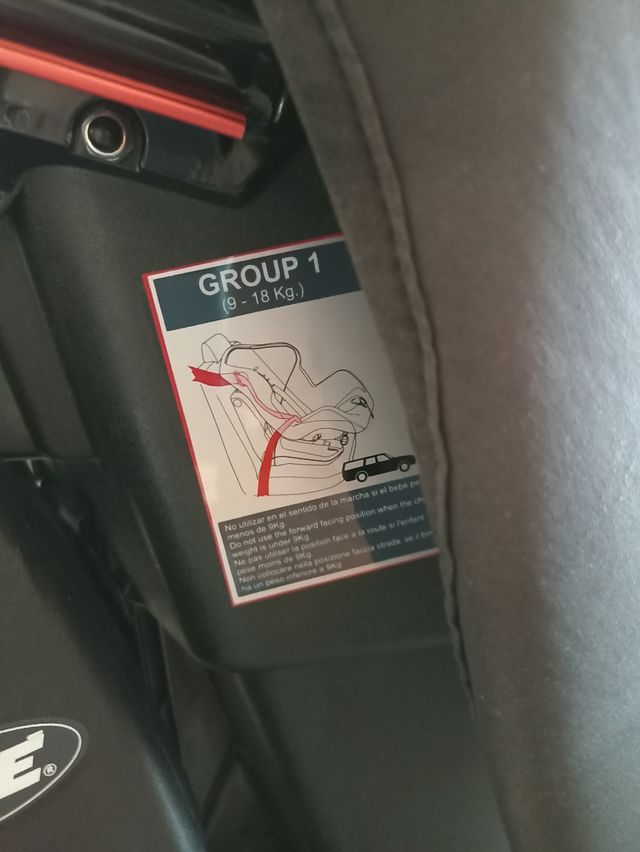 GROUP 1
(9 - 18 Kg.)
No utilizar en el sentido de la marcha si el bebé
menos de 9Kg
Do not use the forward facing position when the
weight is under 9Kg
Ne pas utiliser la position face a la route si l'enfant
pèse moins de 9Kg
Non collocare nella posizione faccia strada, se il
ha un peso inferiore a 9Kg
E®